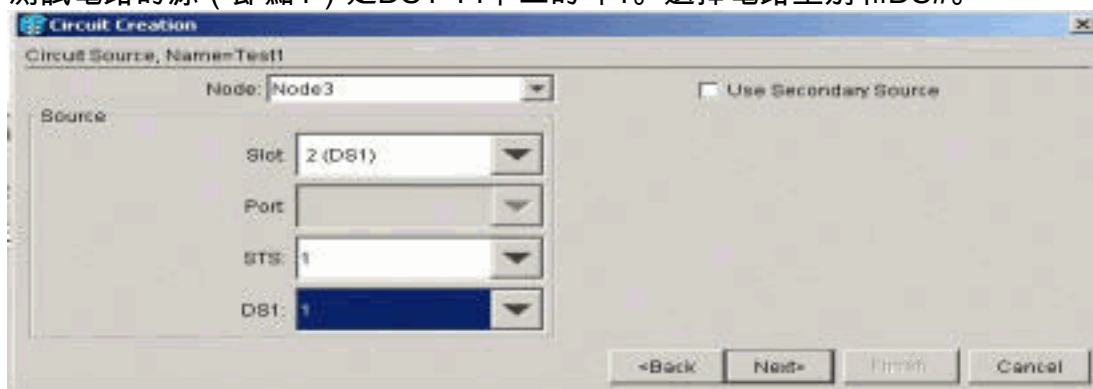 Circuit Creation
Circuit Source, Name=Test1
Node: Node3
Use Secondary Source
Source
Slot: 2 (DS1)
Port:
STS: 1
DS1: 1
<Back Next> Finish Cancel